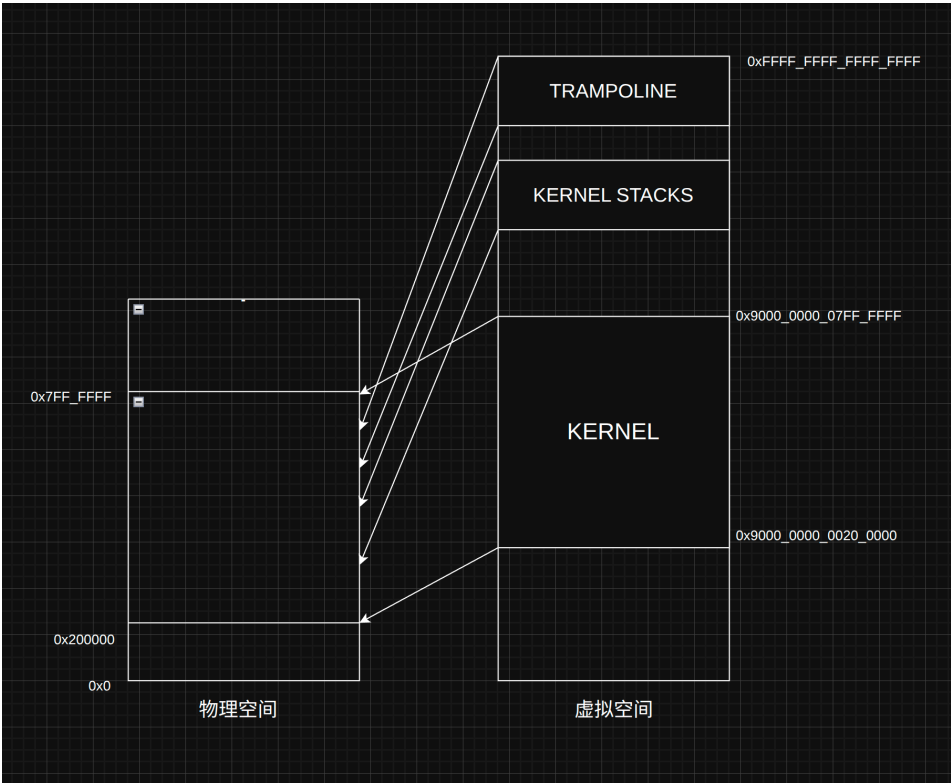 0xFFFF_FFFF_FFFF_FFFF
TRAMPOLINE
KERNEL STACKS
0x9000_0000_07FF_FFFF
0x7FF_FFFF
KERNEL
0x9000_0000_0020_0000
0x200000
0x0
物理空间
虚拟空间